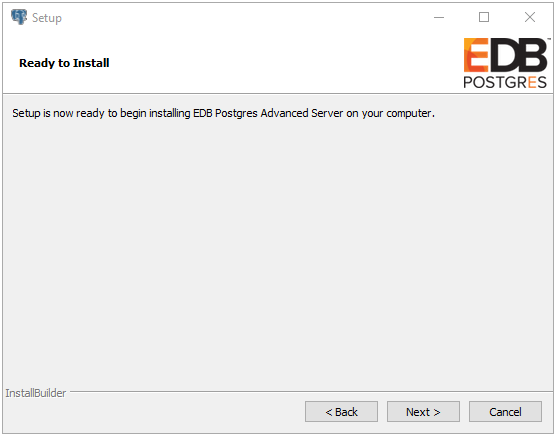 Setup
Ready to Install
EDB™
POSTGRES
Setup is now ready to begin installing EDB Postgres Advanced Server on your computer.
InstallBuilder
< Back
Next >
Cancel